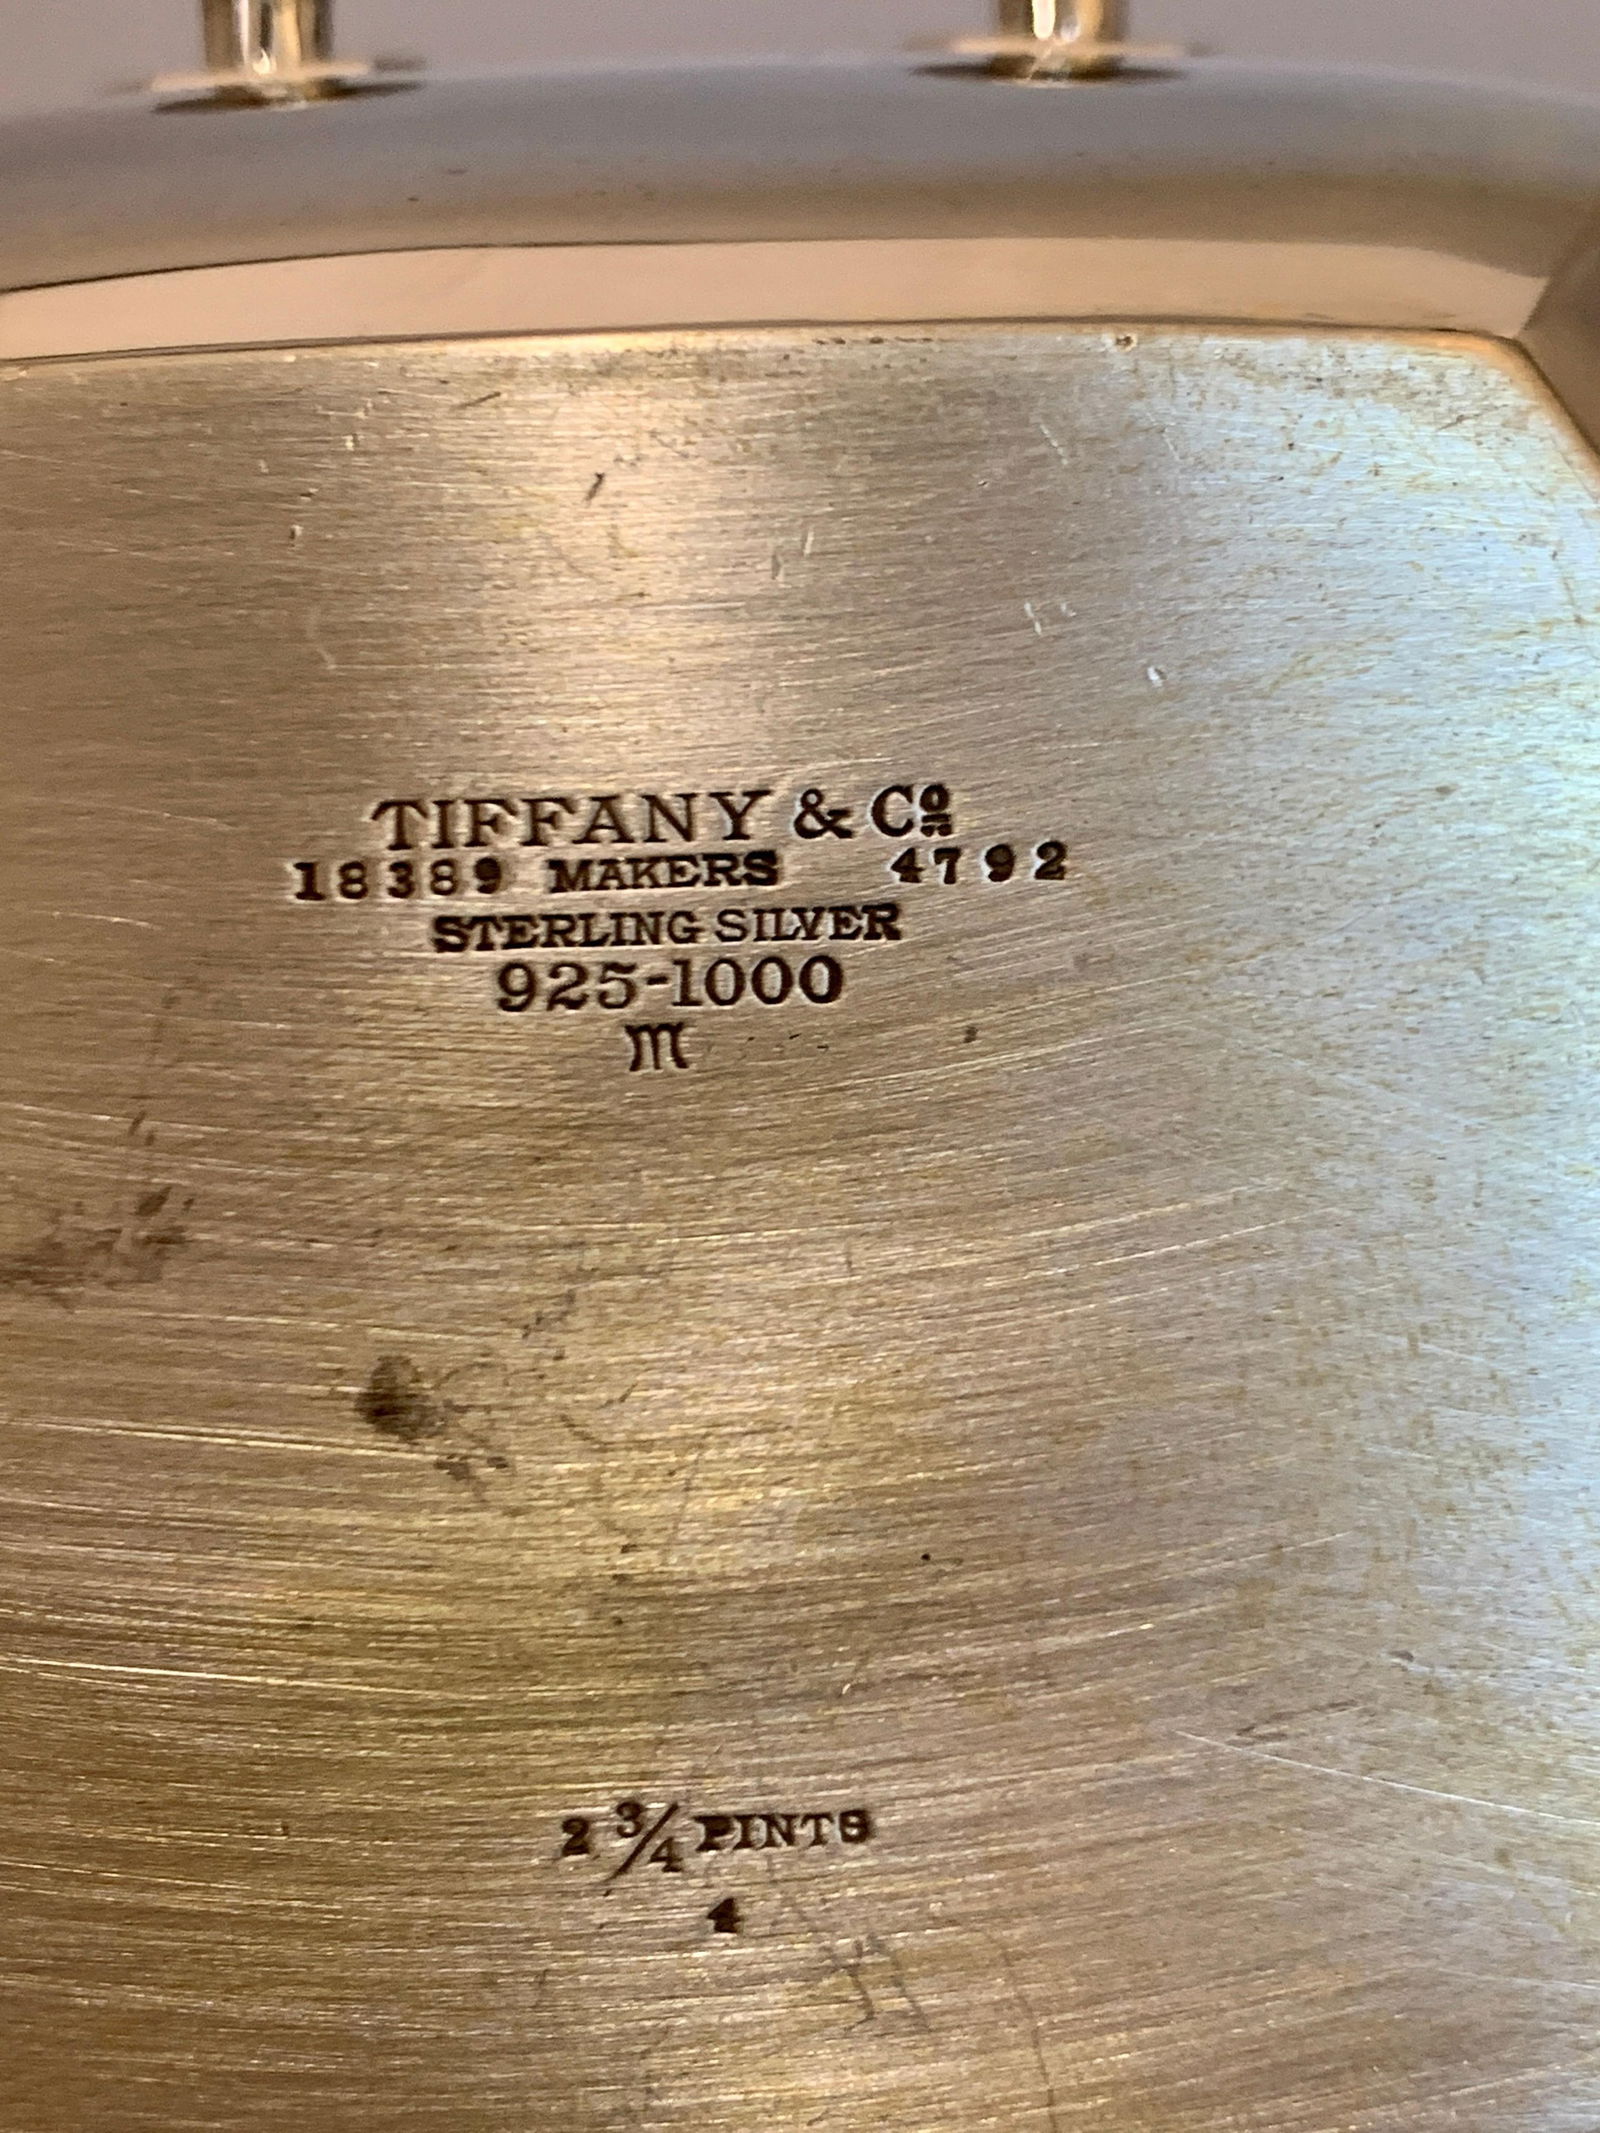 TIFFANY & Cº
18389 MAKERS 4792
STERLING SILVER
925-1000
m
2 3/4 PINTS
4